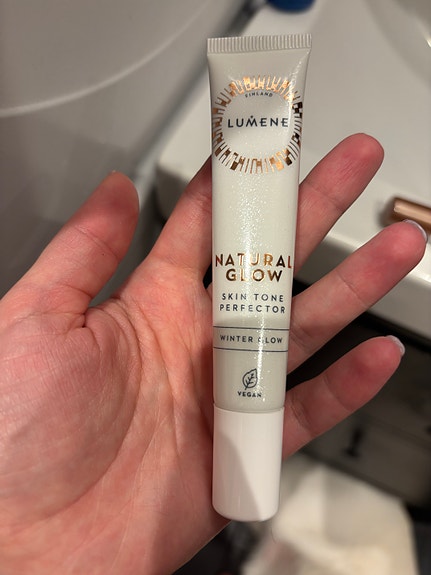 FINLAND
LUMENE
NATURAL
GLOW
SKIN TONE
PERFECTOR
WINTER GLOW
VEGAN